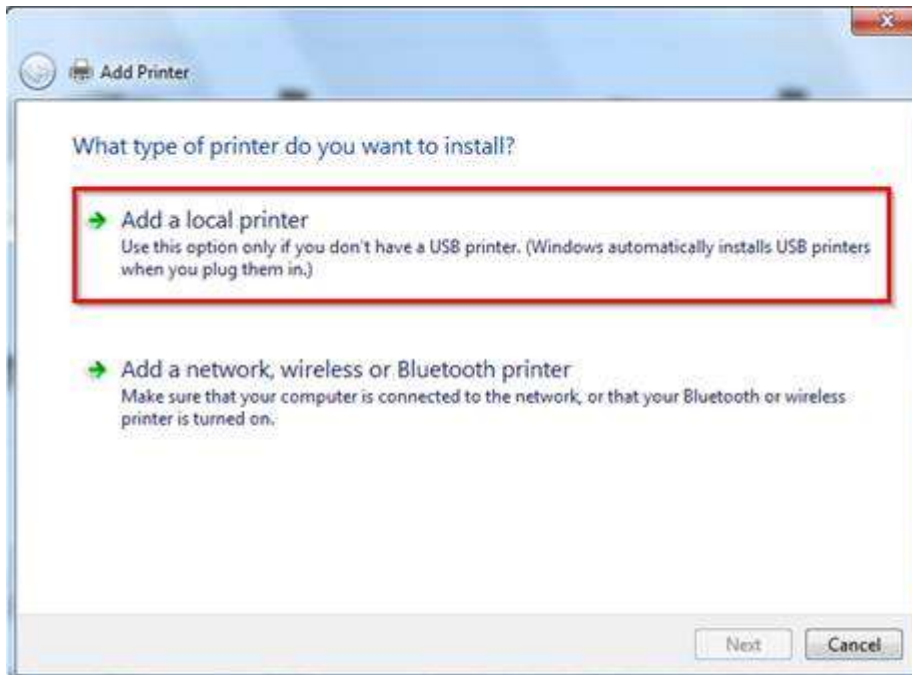 Add Printer
What type of printer do you want to install?
Add a local printer
Use this option only if you don't have a USB printer. (Windows automatically installs USB printers
when you plug them in.)
Add a network, wireless or Bluetooth printer
Make sure that your computer is connected to the network, or that your Bluetooth or wireless
printer is turned on.
Next
Cancel